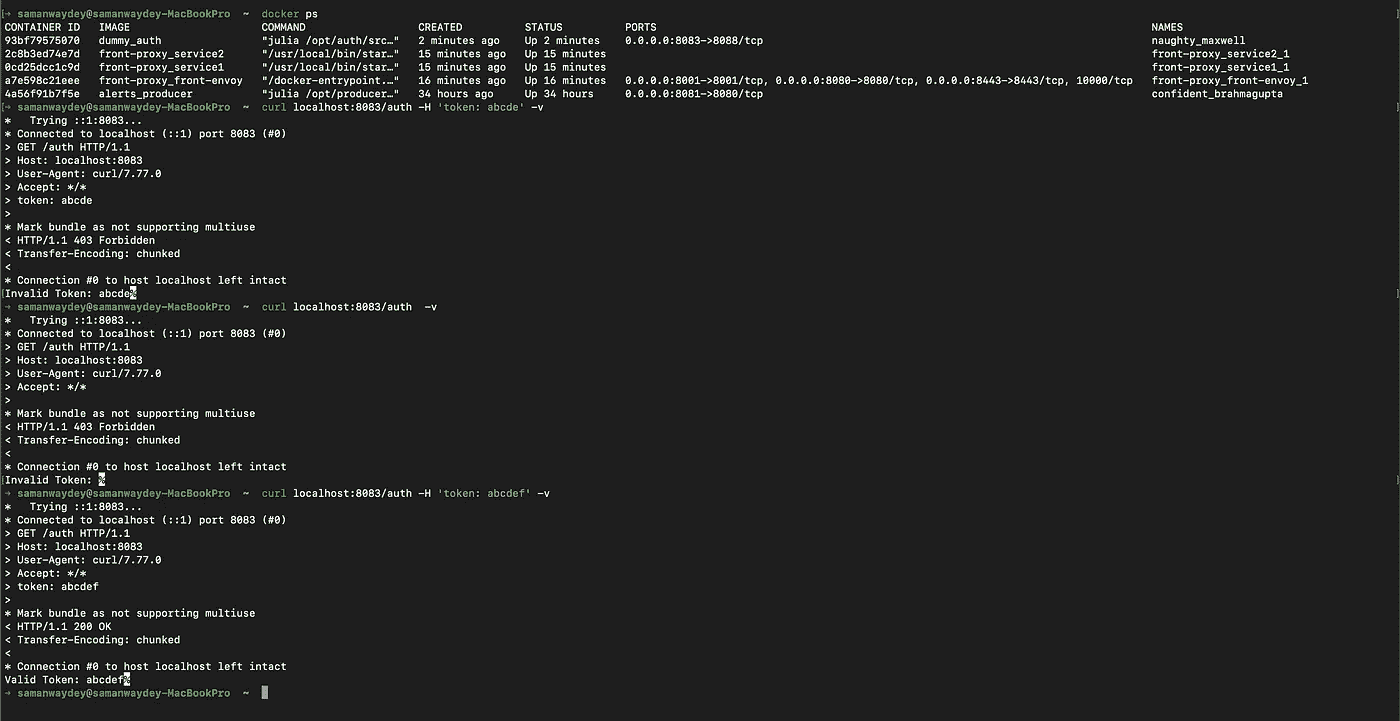 [→ samanwaydey@samanwaydey-MacBookPro ~ docker ps ]
CONTAINER ID IMAGE COMMAND CREATED STATUS PORTS NAMES
93bf79575070 dummy_auth "julia /opt/auth/src…" 2 minutes ago Up 2 minutes 0.0.0.0:8083->8088/tcp naughty_maxwell
2c8b3ed74e7d front-proxy_service2 "/usr/local/bin/star…" 15 minutes ago Up 15 minutes front-proxy_service2_1
0cd25dcc1c9d front-proxy_service1 "/usr/local/bin/star…" 15 minutes ago Up 15 minutes front-proxy_service1_1
a7e598c21eee front-proxy_front-envoy "/docker-entrypoint.…" 16 minutes ago Up 16 minutes 0.0.0.0:8001->8001/tcp, 0.0.0.0:8080->8080/tcp, 0.0.0.0:8443->8443/tcp, 10000/tcp front-proxy_front-envoy_1
4a56f91b7f5e alerts_producer "julia /opt/producer…" 34 hours ago Up 34 hours 0.0.0.0:8081->8080/tcp confident_brahmagupta
[→ samanwaydey@samanwaydey-MacBookPro ~ curl localhost:8083/auth -H 'token: abcde' -v ]
* Trying ::1:8083...
* Connected to localhost (::1) port 8083 (#0)
> GET /auth HTTP/1.1
> Host: localhost:8083
> User-Agent: curl/7.77.0
> Accept: */*
> token: abcde
>
* Mark bundle as not supporting multiuse
< HTTP/1.1 403 Forbidden
< Transfer-Encoding: chunked
<
* Connection #0 to host localhost left intact
[Invalid Token: abcde% ]
→ samanwaydey@samanwaydey-MacBookPro ~ curl localhost:8083/auth -v
* Trying ::1:8083...
* Connected to localhost (::1) port 8083 (#0)
> GET /auth HTTP/1.1
> Host: localhost:8083
> User-Agent: curl/7.77.0
> Accept: */*
>
* Mark bundle as not supporting multiuse
< HTTP/1.1 403 Forbidden
< Transfer-Encoding: chunked
<
* Connection #0 to host localhost left intact
[Invalid Token: % ]
→ samanwaydey@samanwaydey-MacBookPro ~ curl localhost:8083/auth -H 'token: abcdef' -v
* Trying ::1:8083...
* Connected to localhost (::1) port 8083 (#0)
> GET /auth HTTP/1.1
> Host: localhost:8083
> User-Agent: curl/7.77.0
> Accept: */*
> token: abcdef
>
* Mark bundle as not supporting multiuse
< HTTP/1.1 200 OK
< Transfer-Encoding: chunked
<
* Connection #0 to host localhost left intact
Valid Token: abcdef%
→ samanwaydey@samanwaydey-MacBookPro ~